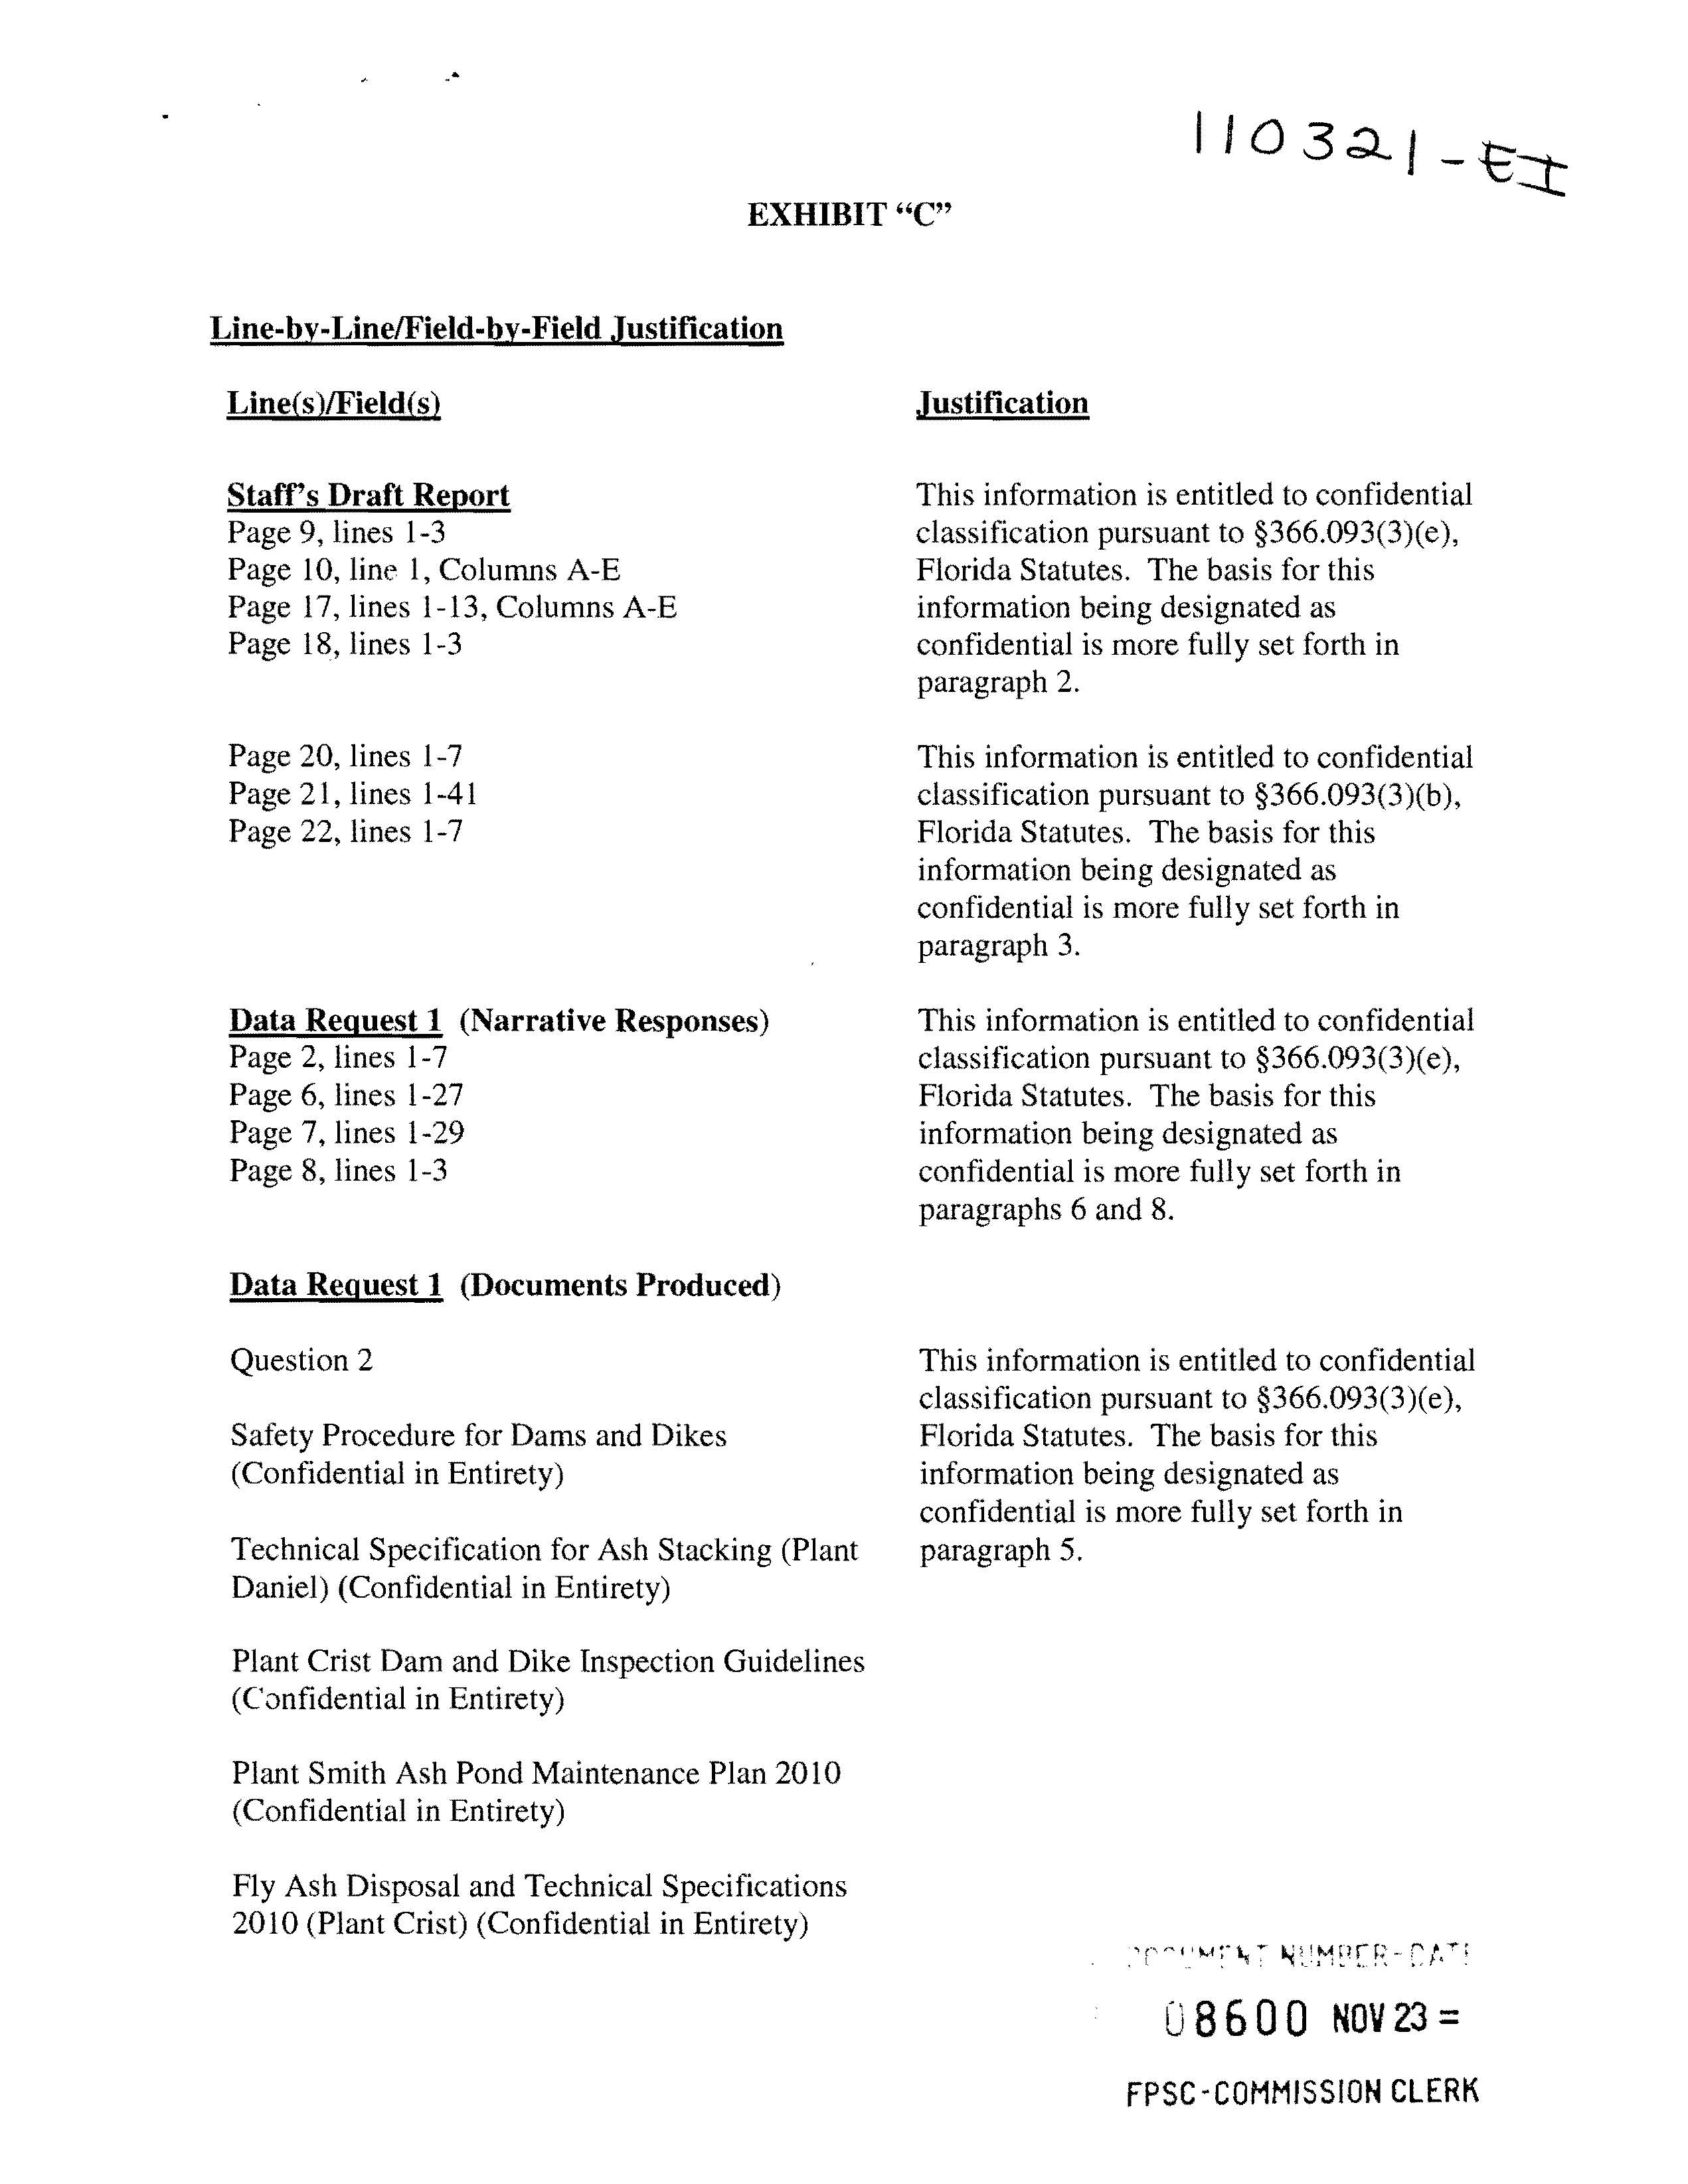 110321-EI
EXHIBIT “C”
Line-by-Line/Field-by-Field Justification
Line(s)/Field(s)
Justification
Staff’s Draft Report
Page 9, lines 1-3
Page 10, line 1, Columns A-E
Page 17, lines 1-13, Columns A-E
Page 18, lines 1-3
This information is entitled to confidential
classification pursuant to §366.093(3)(e),
Florida Statutes.  The basis for this
information being designated as
confidential is more fully set forth in
paragraph 2.
Page 20, lines 1-7
Page 21, lines 1-41
Page 22, lines 1-7
This information is entitled to confidential
classification pursuant to §366.093(3)(b),
Florida Statutes.  The basis for this
information being designated as
confidential is more fully set forth in
paragraph 3.
Data Request 1  (Narrative Responses)
Page 2, lines 1-7
Page 6, lines 1-27
Page 7, lines 1-29
Page 8, lines 1-3
This information is entitled to confidential
classification pursuant to §366.093(3)(e),
Florida Statutes.  The basis for this
information being designated as
confidential is more fully set forth in
paragraphs 6 and 8.
Data Request 1  (Documents Produced)
Question 2
Safety Procedure for Dams and Dikes
(Confidential in Entirety)
Technical Specification for Ash Stacking (Plant
Daniel) (Confidential in Entirety)
Plant Crist Dam and Dike Inspection Guidelines
(Confidential in Entirety)
Plant Smith Ash Pond Maintenance Plan 2010
(Confidential in Entirety)
Fly Ash Disposal and Technical Specifications
2010 (Plant Crist) (Confidential in Entirety)
This information is entitled to confidential
classification pursuant to §366.093(3)(e),
Florida Statutes.  The basis for this
information being designated as
confidential is more fully set forth in
paragraph 5.
DOCUMENT NUMBER-DATE
08600 NOV 23 =
FPSC-COMMISSION CLERK